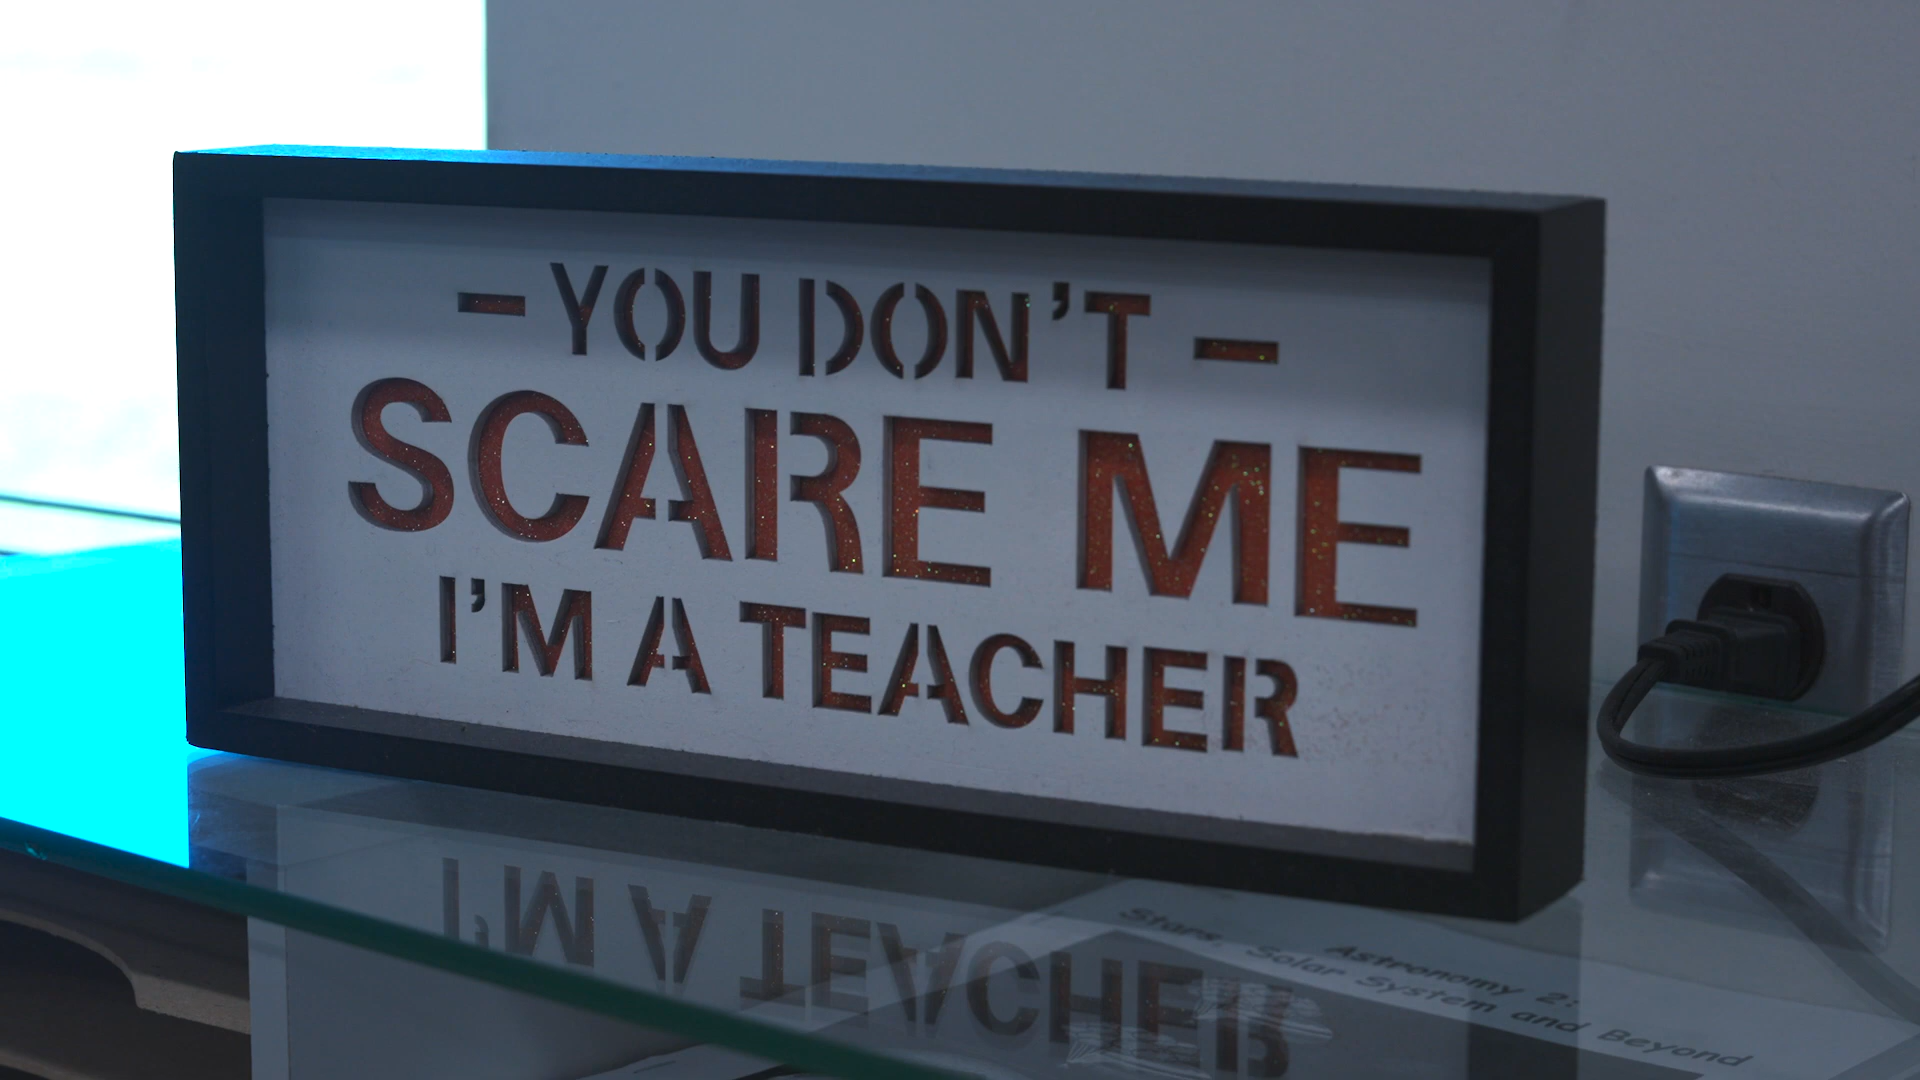 - YOU DON'T -
SCARE ME
I'M A TEACHER
Astronomy 2:
Stars, Solar System and Beyond